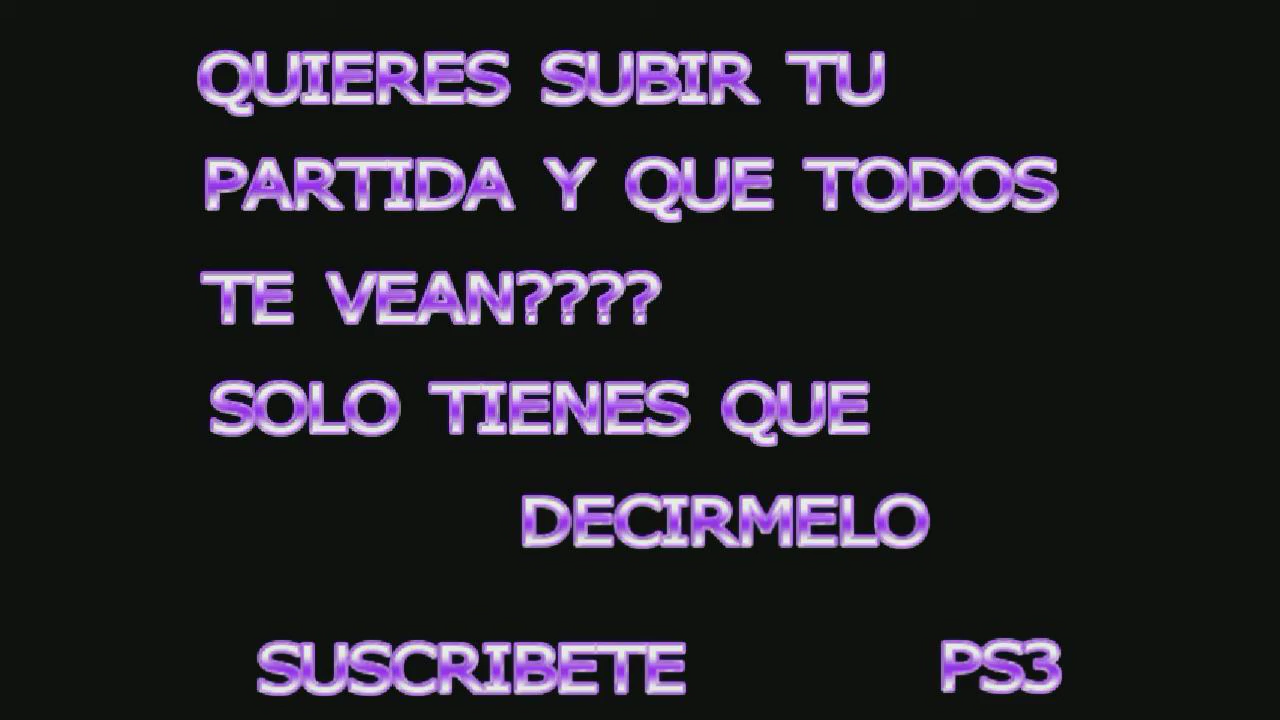 QUIERES SUBIR TU
PARTIDA Y QUE TODOS
TE VEAN????
SOLO TIENES QUE
DECIRMELO
SUSCRIBETE PS3